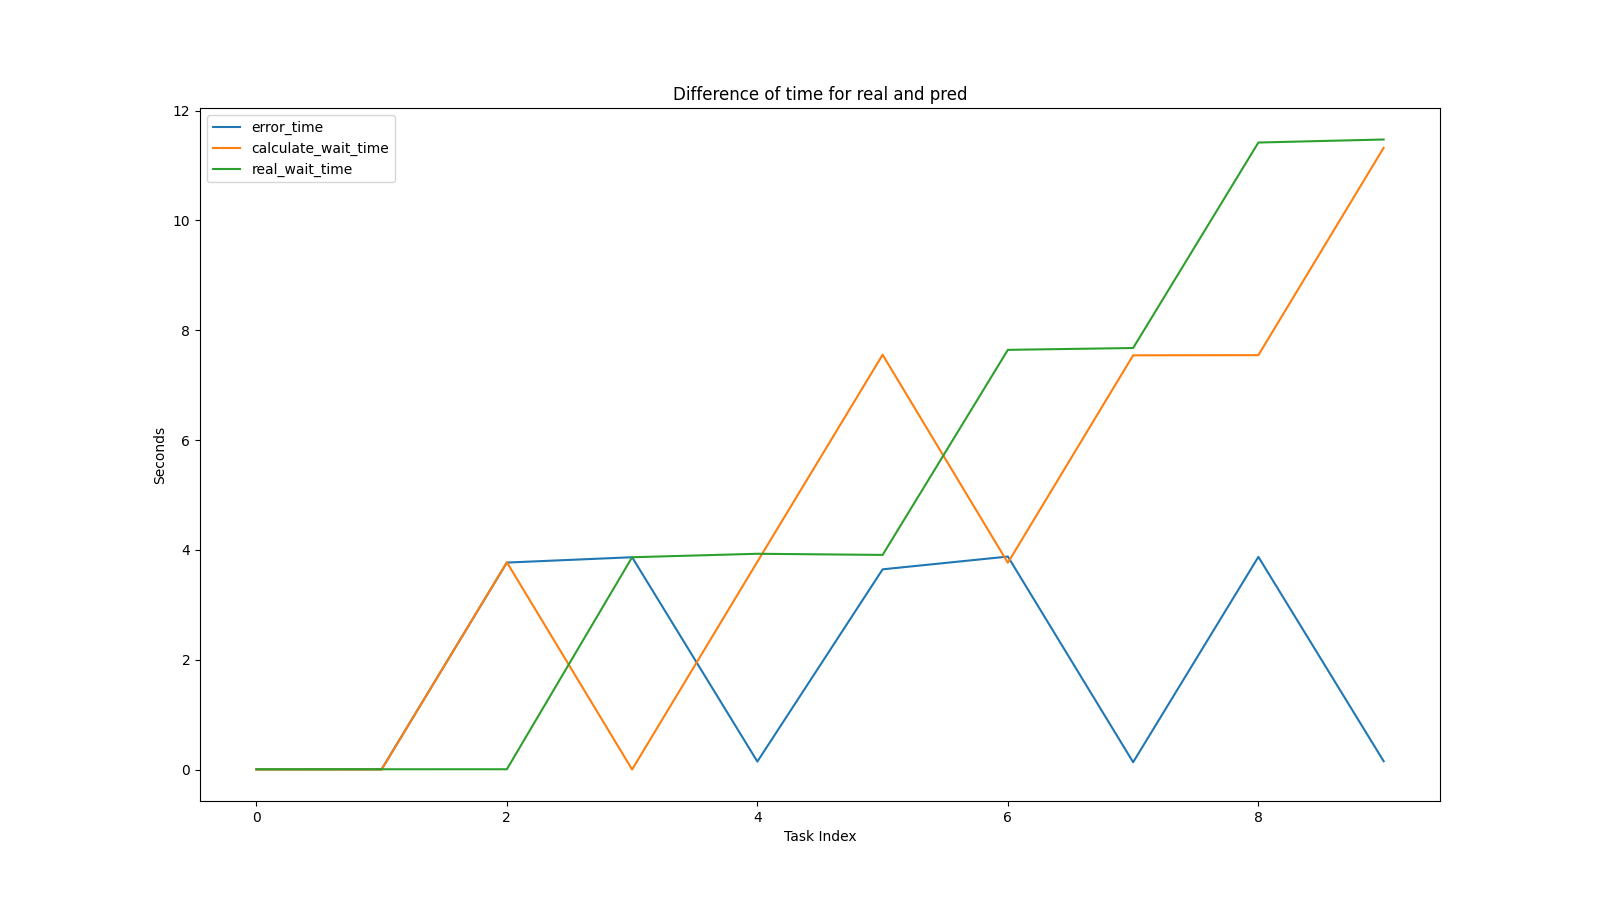 Difference of time for real and pred
12
error_time
calculate_wait_time
real_wait_time
10
8
6
4
2
0
Seconds
0 2 4 6 8
Task Index